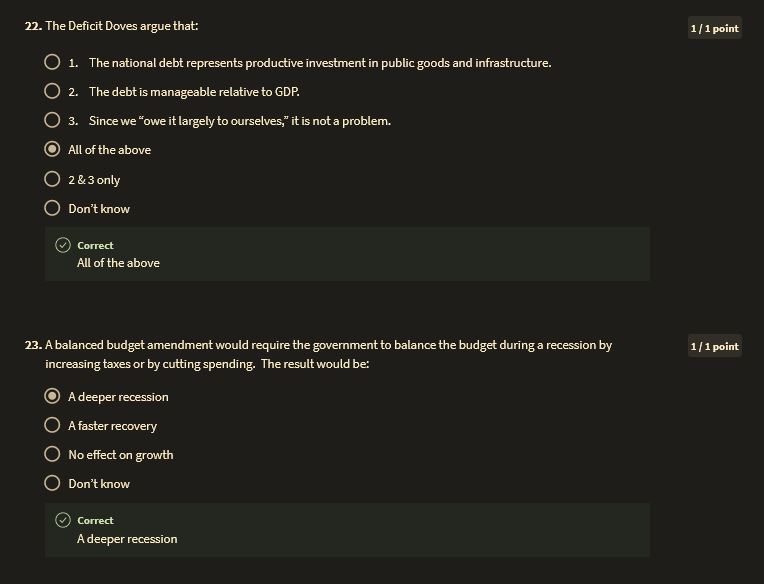 22. The Deficit Doves argue that:
1 / 1 point
1. The national debt represents productive investment in public goods and infrastructure.
2. The debt is manageable relative to GDP.
3. Since we “owe it largely to ourselves,” it is not a problem.
All of the above
2 & 3 only
Don’t know
Correct
All of the above
23. A balanced budget amendment would require the government to balance the budget during a recession by
1 / 1 point
increasing taxes or by cutting spending. The result would be:
A deeper recession
A faster recovery
No effect on growth
Don’t know
Correct
A deeper recession